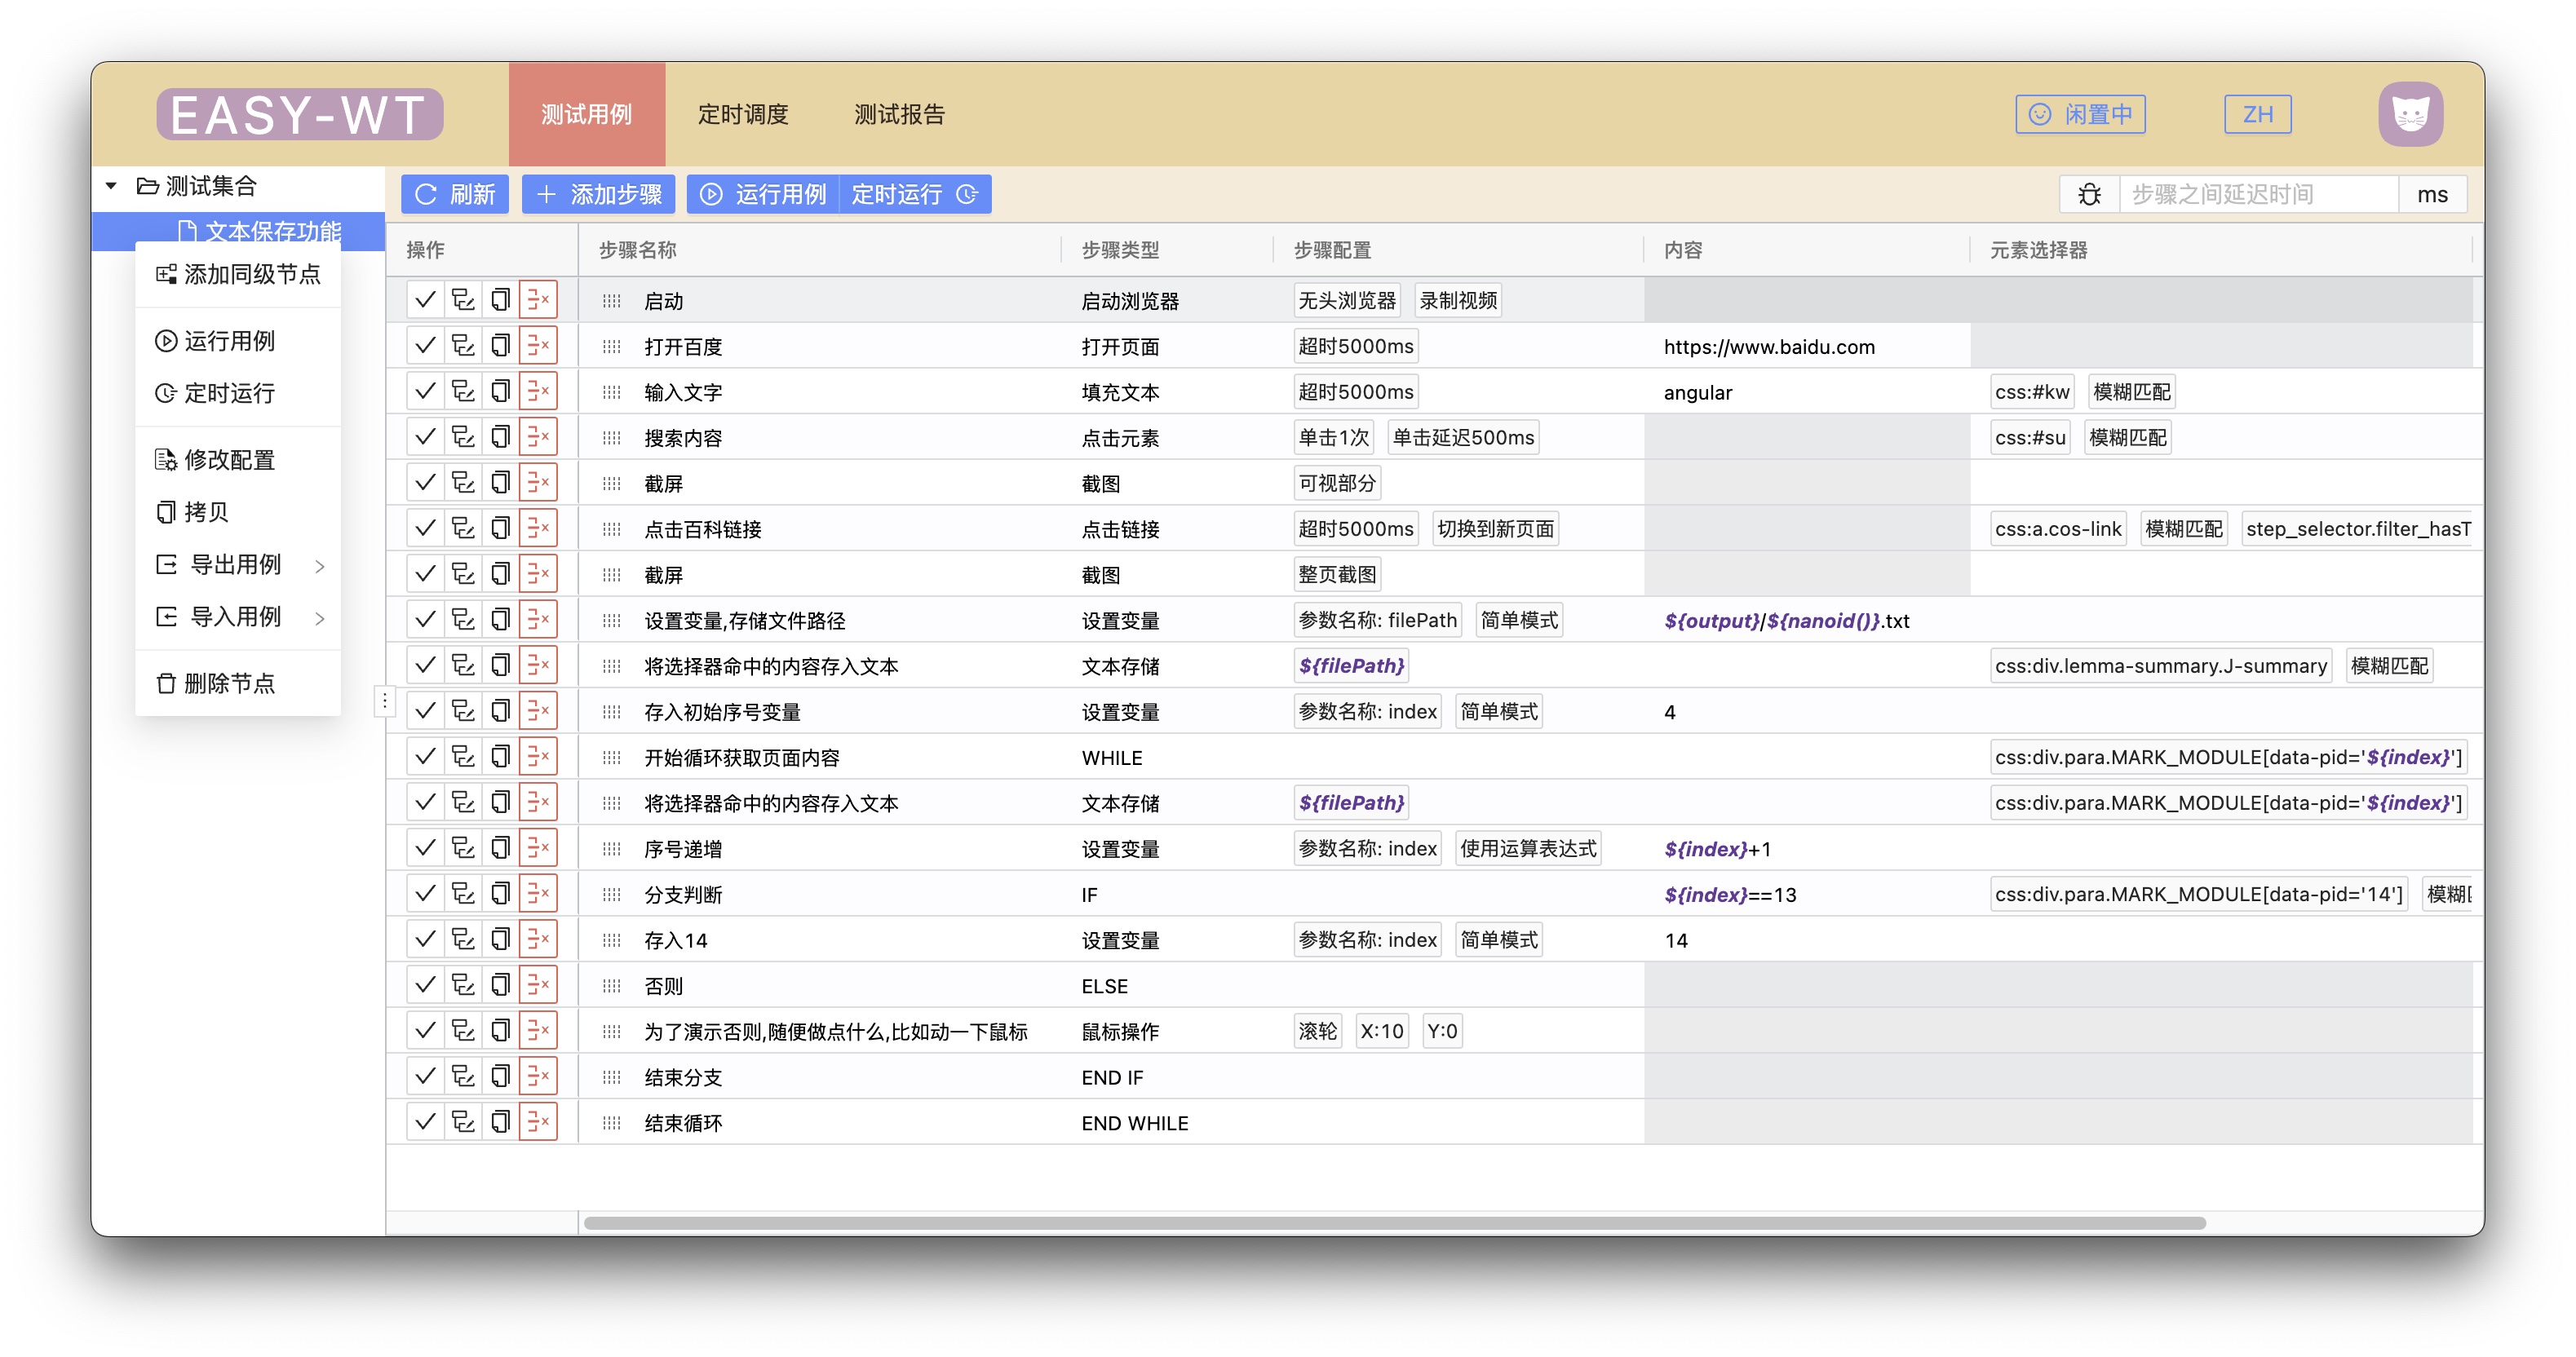 EASY-WT 测试用例 定时调度 测试报告 闲置中 ZH
测试集合
文本保存功能
添加同级节点
运行用例
定时运行
修改配置
拷贝
导出用例
导入用例
删除节点
刷新 添加步骤 运行用例 定时运行 步骤之间延迟时间 ms
操作 步骤名称 步骤类型 步骤配置 内容 元素选择器
启动 启动浏览器 无头浏览器 录制视频
打开百度 打开页面 超时5000ms https://www.baidu.com
输入文字 填充文本 超时5000ms angular css:#kw 模糊匹配
搜索内容 点击元素 单击1次 单击延迟500ms css:#su 模糊匹配
截屏 截图 可视部分
点击百科链接 点击链接 超时5000ms 切换到新页面 css:a.cos-link 模糊匹配 step_selector.filter_hasT
截屏 截图 整页截图
设置变量,存储文件路径 设置变量 参数名称: filePath 简单模式 ${output}/${nanoid()}.txt
将选择器命中的内容存入文本 文本存储 ${filePath} css:div.lemma-summary.J-summary 模糊匹配
存入初始序号变量 设置变量 参数名称: index 简单模式 4
开始循环获取页面内容 WHILE css:div.para.MARK_MODULE[data-pid='${index}']
将选择器命中的内容存入文本 文本存储 ${filePath} css:div.para.MARK_MODULE[data-pid='${index}']
序号递增 设置变量 参数名称: index 使用运算表达式 ${index}+1
分支判断 IF ${index}==13 css:div.para.MARK_MODULE[data-pid='14'] 模糊
存入14 设置变量 参数名称: index 简单模式 14
否则 ELSE
为了演示否则,随便做点什么,比如动一下鼠标 鼠标操作 滚轮 X:10 Y:0
结束分支 END IF
结束循环 END WHILE